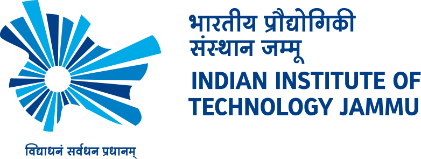 भारतीय प्रौद्योगिकी
संस्थान जम्मू
INDIAN INSTITUTE OF
TECHNOLOGY JAMMU
विद्याधनं सर्वधन प्रधानम्